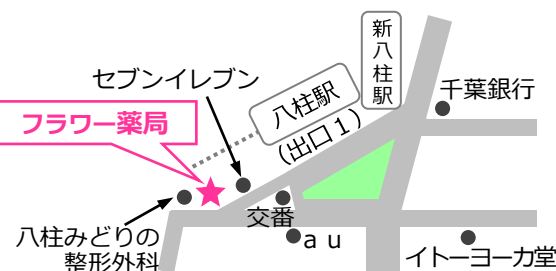 新八柱駅
セブンイレブン
千葉銀行
八柱駅
(出口1)
フラワー薬局
交番
au
八柱みどりの
整形外科
イトーヨーカ堂